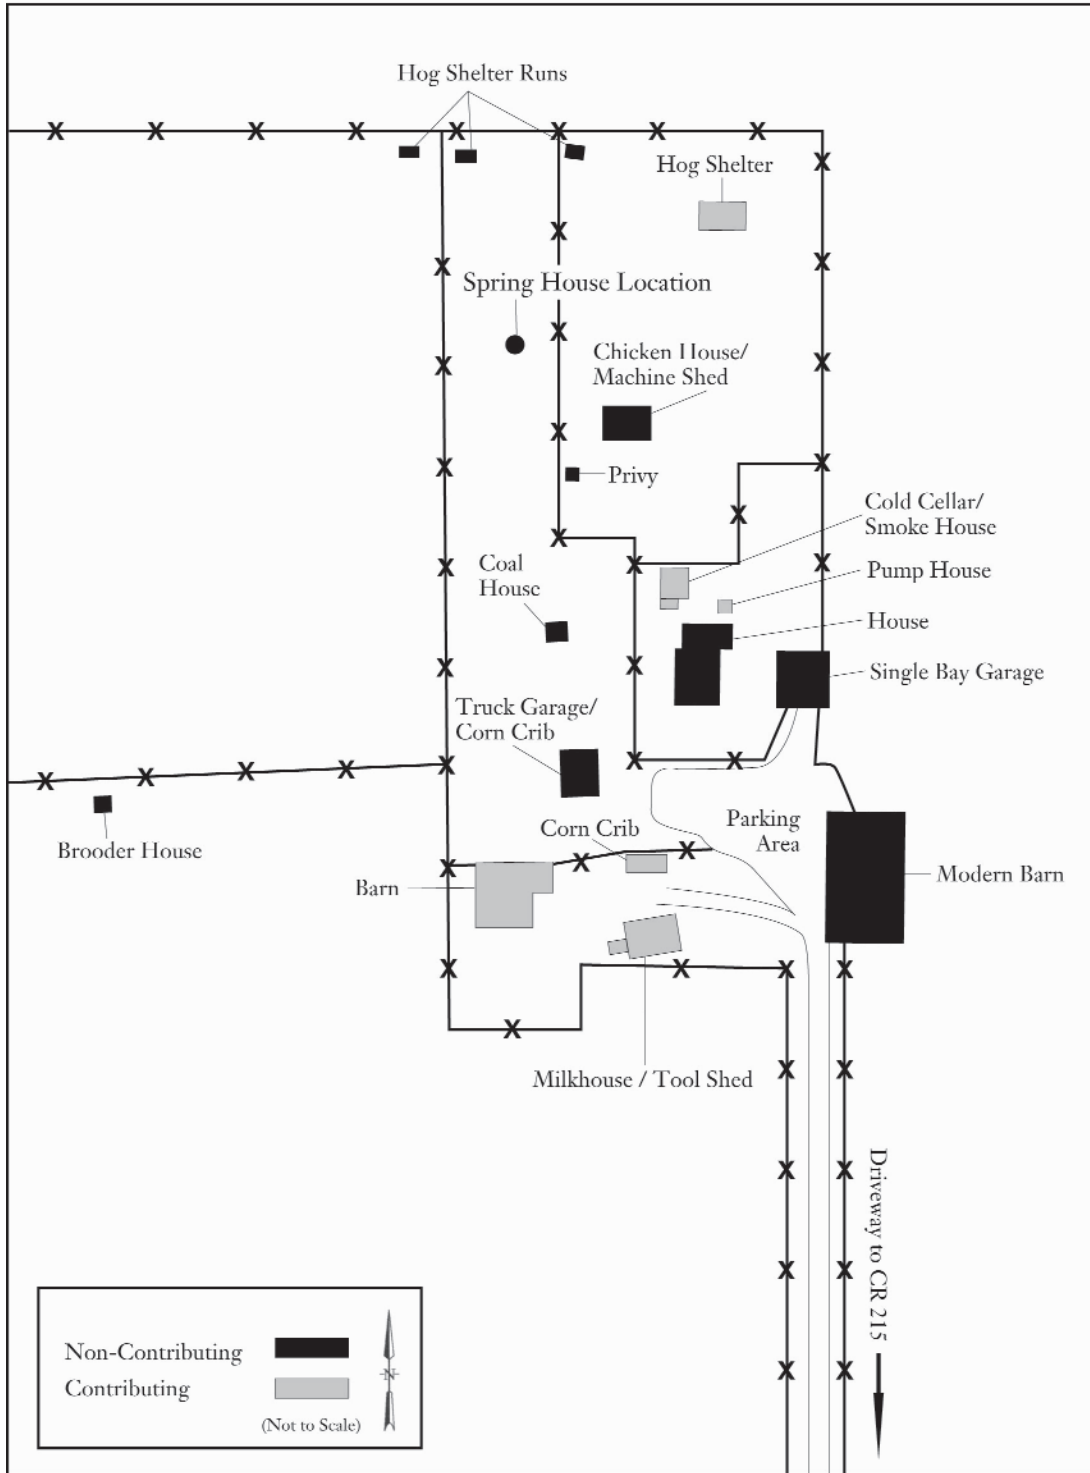 Hog Shelter Runs
Hog Shelter
Spring House Location
Chicken House/
Machine Shed
Privy
Cold Cellar/
Smoke House
Coal
House
Pump House
House
Single Bay Garage
Truck Garage/
Corn Crib
Parking
Area
Corn Crib
Brooder House
Barn
Modern Barn
Milkhouse / Tool Shed
Driveway to CR 215
Non-Contributing
Contributing
N
(Not to Scale)